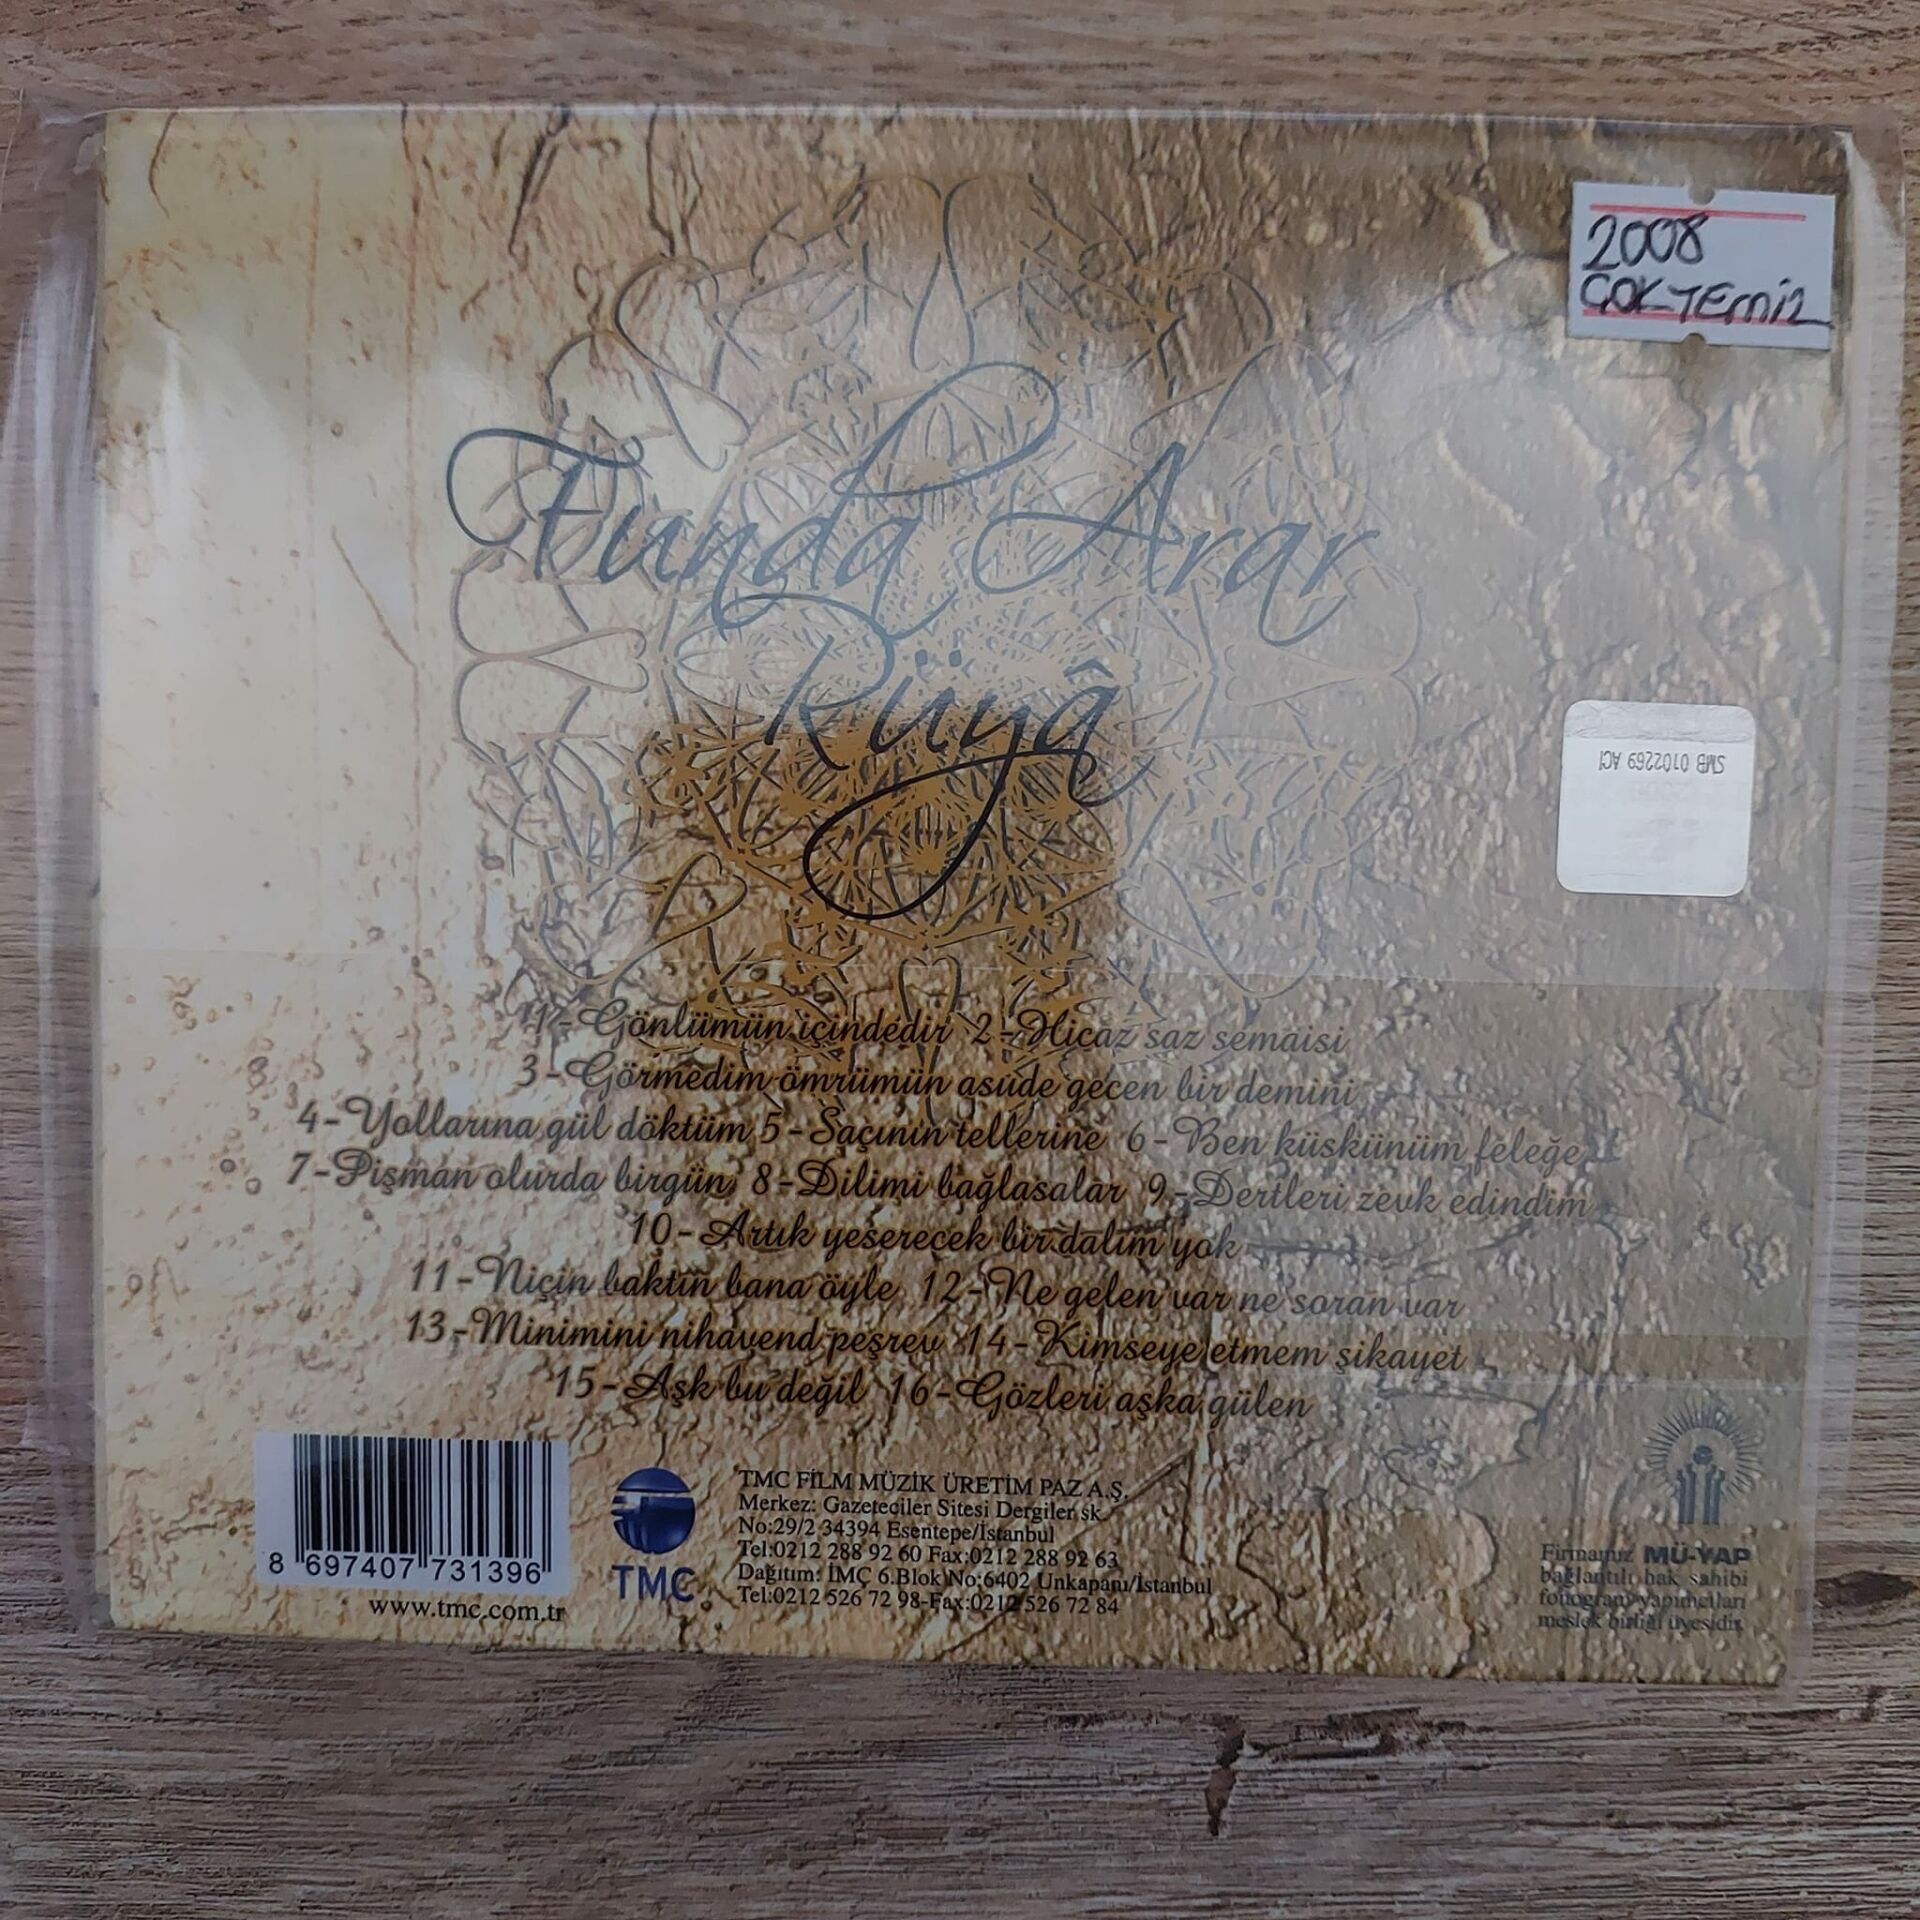 2008
ÇOK TEMİZ
Funda Arar
Rüyâ
SMB 0102269 ACI
1-Gönlümün içindedir 2-Hicaz saz semaisi
3-Görmedim ömrümün asude geçen bir demini
4-Yollarına gül döktüm 5-Saçının tellerine 6-Ben küskünüm feleğe
7-Pişman olurda birgün 8-Dilimi bağlasalar 9-Dertleri zevk edindim
10-Artık yeserecek bir dalım yok
11-Niçin baktın bana öyle 12-Ne gelen var ne soran var
13-Minimini nihavend peşrev 14-Kimseye etmem şikayet
15-Aşk bu değil 16-Gözleri aşka gülen
8 697407 731396
www.tmc.com.tr
TMC
TMC FİLM MÜZİK ÜRETİM PAZ A.Ş.
Merkez: Gazeteciler Sitesi Dergiler sk.
No:29/2 34394 Esentepe/İstanbul
Tel:0212 288 92 60 Fax:0212 288 92 63
Dağıtım: İMÇ 6.Blok No:6402 Unkapanı/İstanbul
Tel:0212 526 72 98-Fax:0212 526 72 84
Firmamız MÜ-YAP
bağlantılı hak sahibi
fonogram yapımcıları
meslek birliği üyesidir.